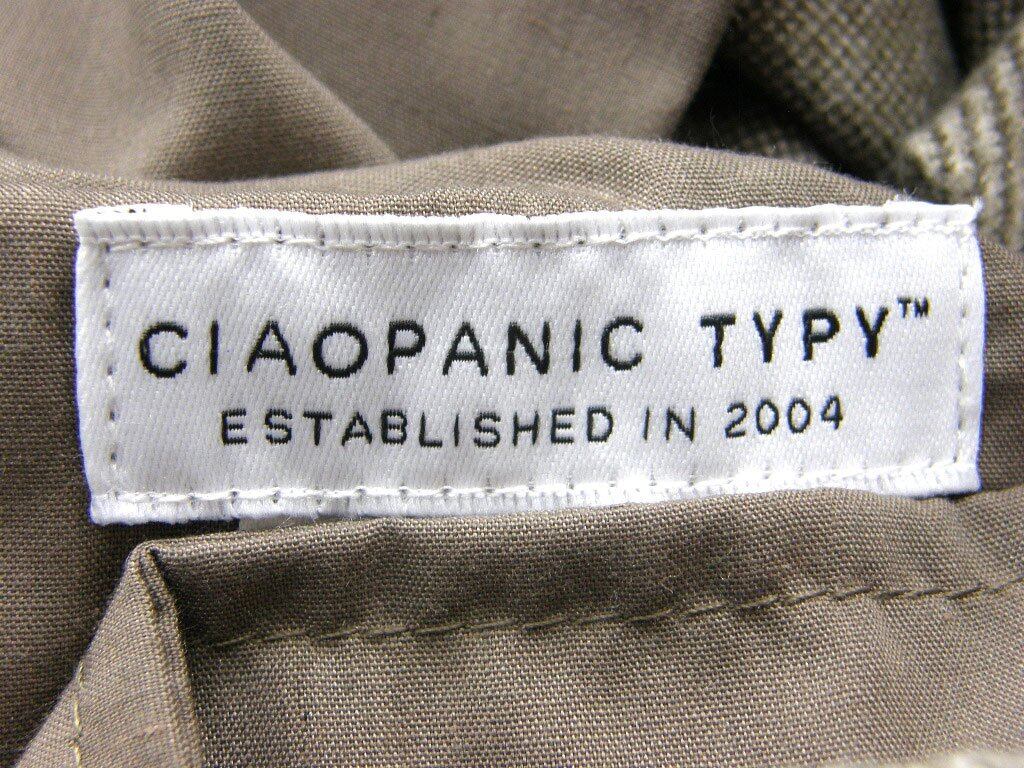 CIAOPANIC TYPY™
ESTABLISHED IN 2004